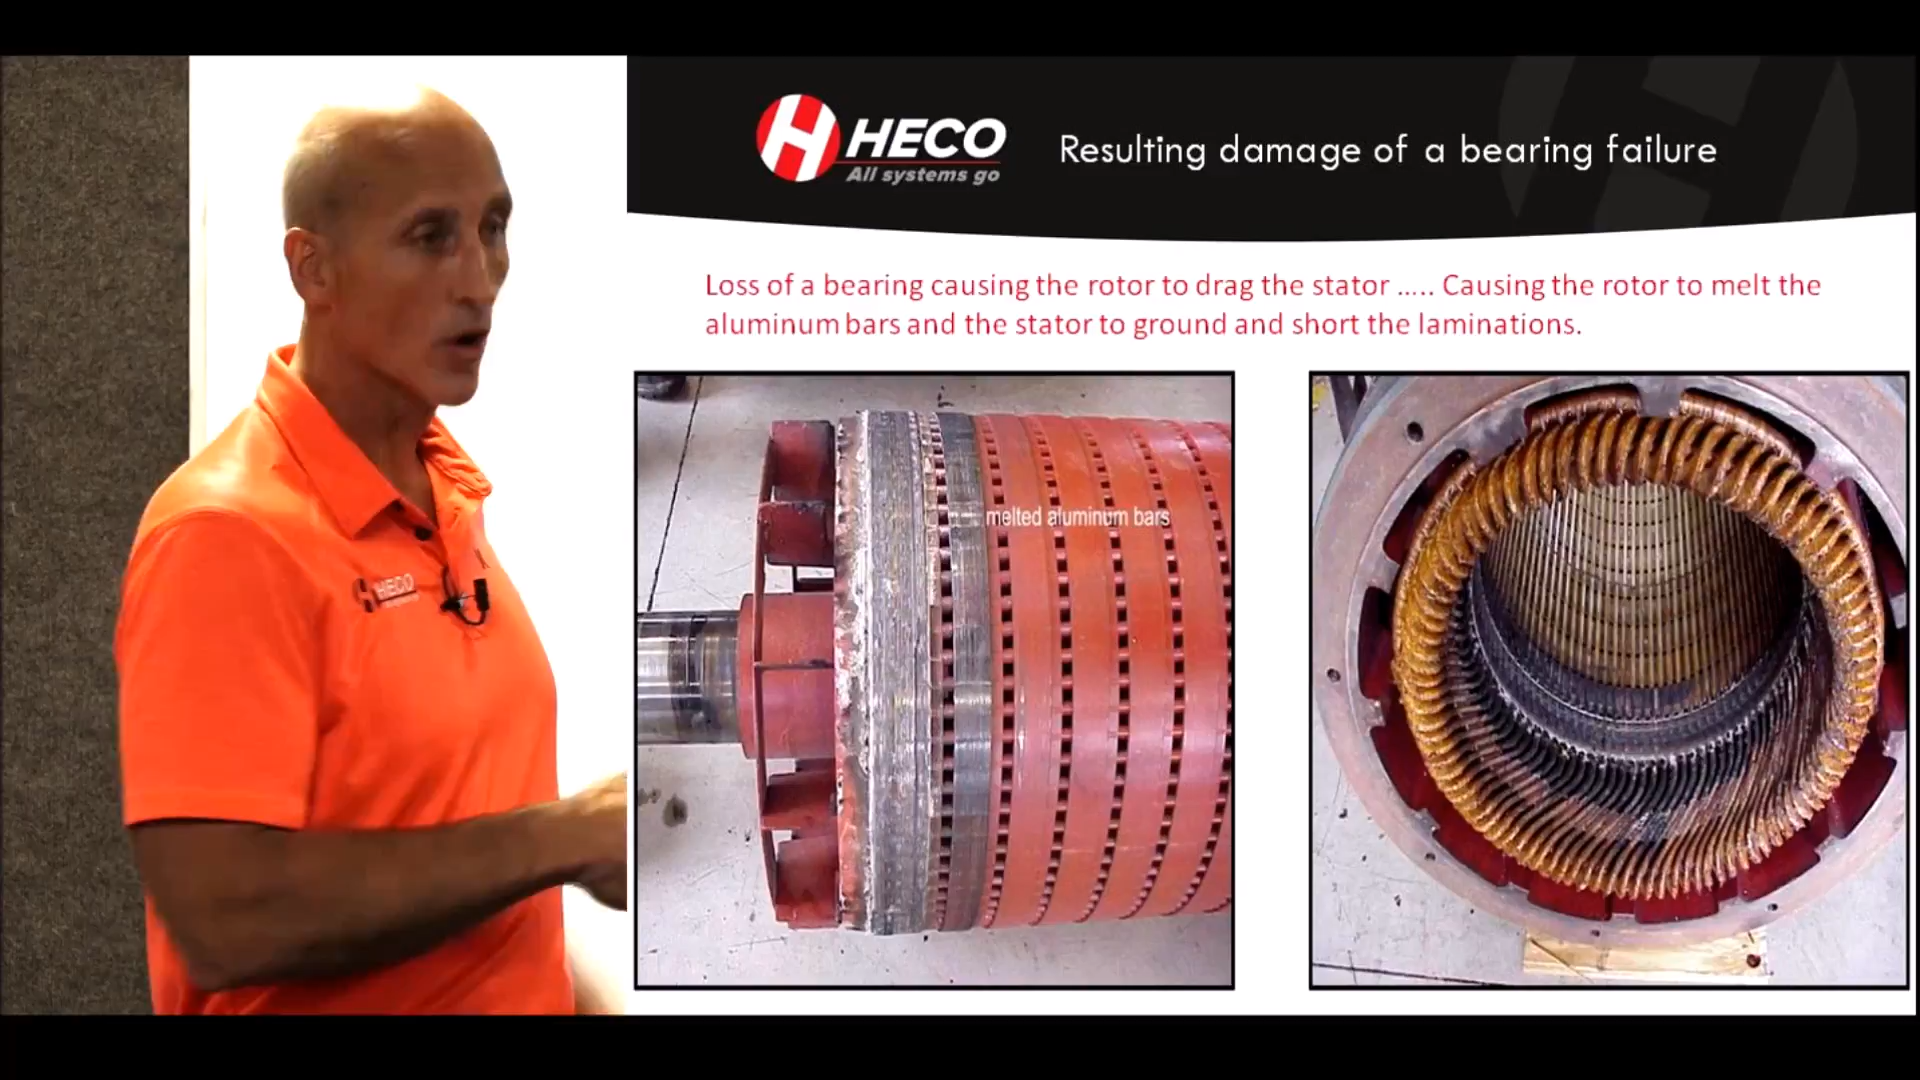 HECO
All systems go
Resulting damage of a bearing failure
Loss of a bearing causing the rotor to drag the stator ..... Causing the rotor to melt the
aluminum bars and the stator to ground and short the laminations.
melted aluminum bars
HECO